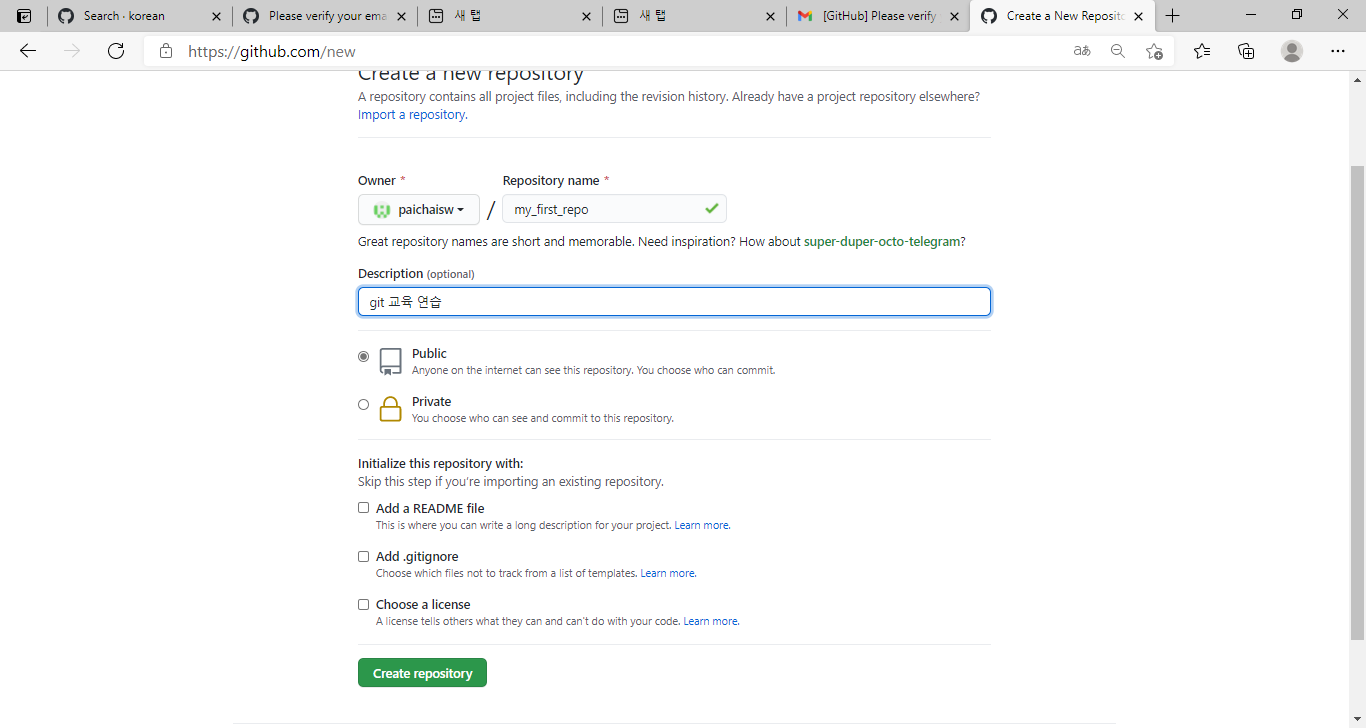 Search · korean
Please verify your ema
새 탭
새 탭
[GitHub] Please verify
Create a New Reposito
https://github.com/new
aあ
Create a new repository
A repository contains all project files, including the revision history. Already have a project repository elsewhere?
Import a repository.
Owner * Repository name *
paichaisw / my_first_repo
Great repository names are short and memorable. Need inspiration? How about super-duper-octo-telegram?
Description (optional)
git 교육 연습
Public
Anyone on the internet can see this repository. You choose who can commit.
Private
You choose who can see and commit to this repository.
Initialize this repository with:
Skip this step if you're importing an existing repository.
Add a README file
This is where you can write a long description for your project. Learn more.
Add .gitignore
Choose which files not to track from a list of templates. Learn more.
Choose a license
A license tells others what they can and can't do with your code. Learn more.
Create repository